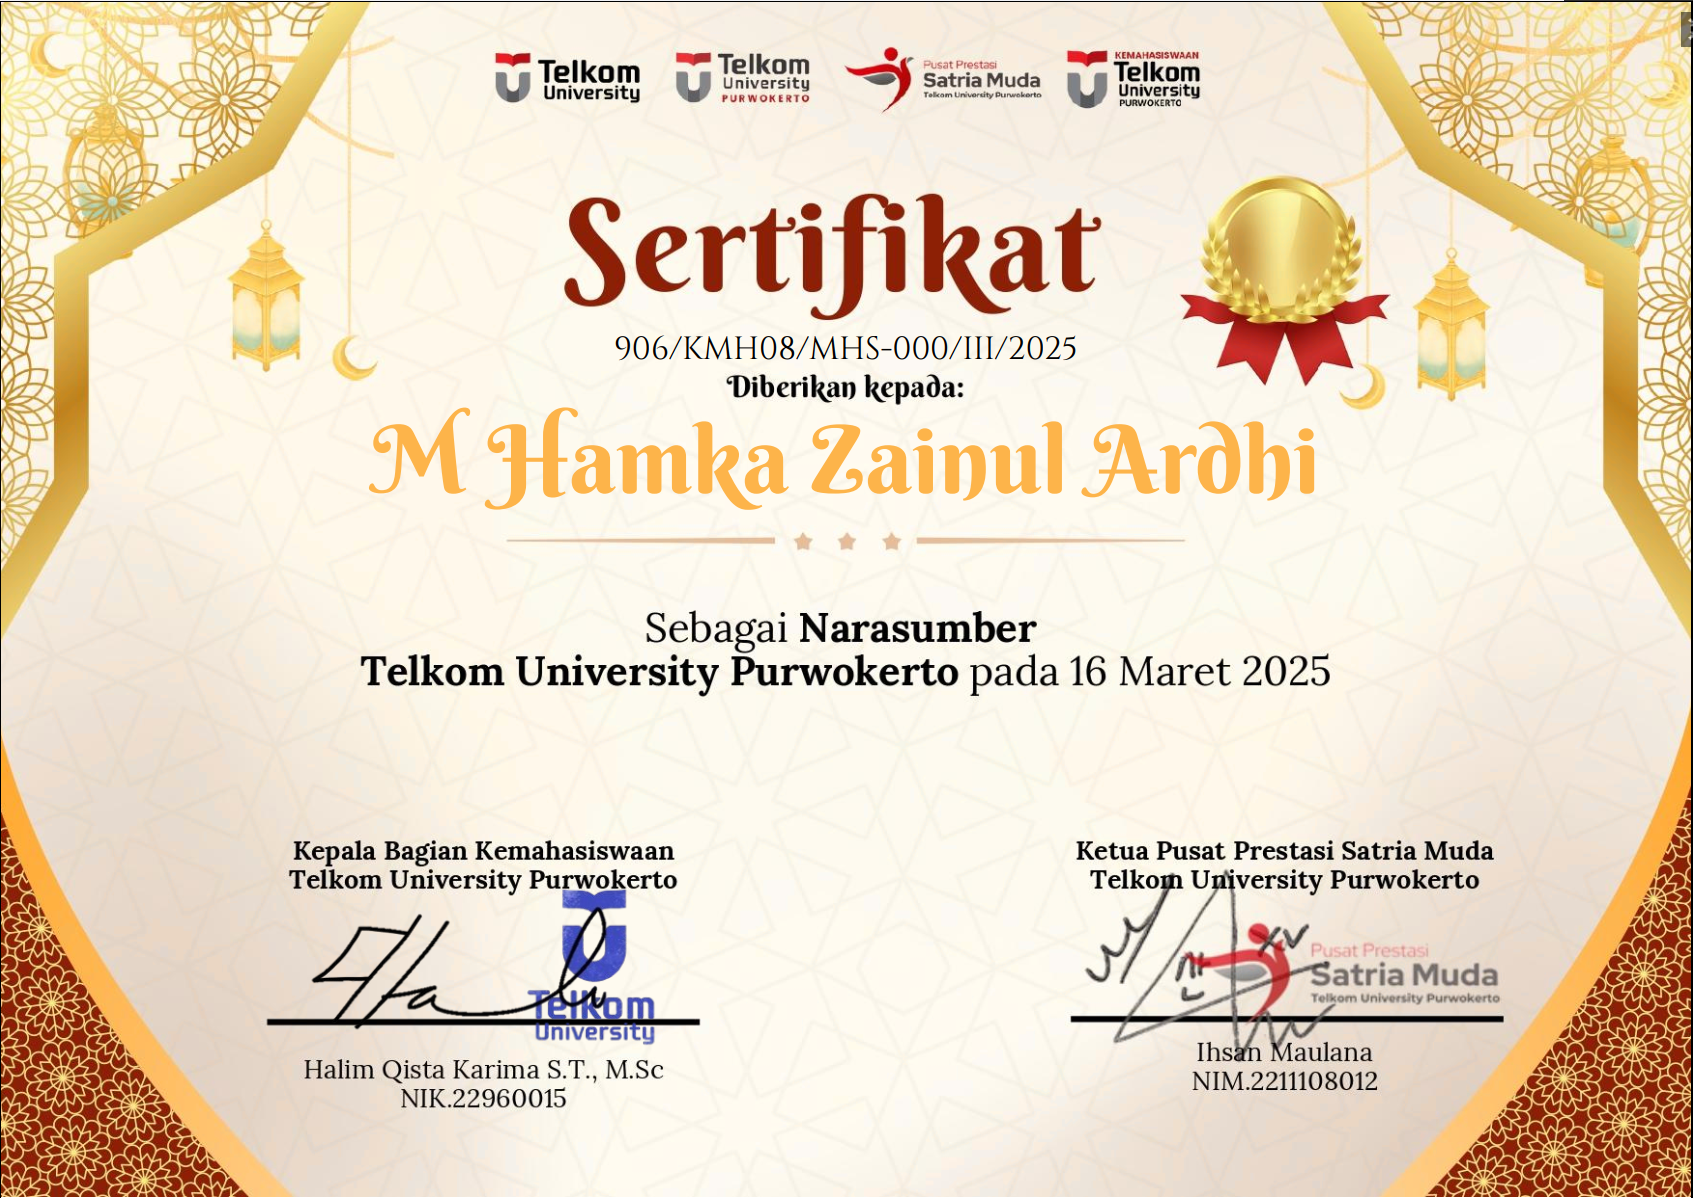 Telkom
University
Telkom
University
PURWOKERTO
Pusat Prestasi
Satria Muda
Telkom University Purwokerto
KEMAHASISWAAN
Telkom
University
PURWOKERTO
Sertifikat
906/KMH08/MHS-000/III/2025
Diberikan kepada:
M Hamka Zainul Ardhi
Sebagai Narasumber
Telkom University Purwokerto pada 16 Maret 2025
Kepala Bagian Kemahasiswaan
Telkom University Purwokerto
Telkom
University
Halim Qista Karima S.T., M.Sc
NIK.22960015
Ketua Pusat Prestasi Satria Muda
Telkom University Purwokerto
Pusat Prestasi
Satria Muda
Telkom University Purwokerto
Ihsan Maulana
NIM.2211108012